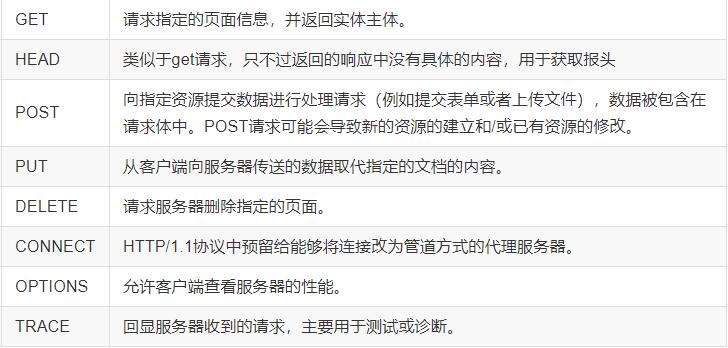 GET 请求指定的页面信息，并返回实体主体。
HEAD 类似于get请求，只不过返回的响应中没有具体的内容，用于获取报头
POST 向指定资源提交数据进行处理请求（例如提交表单或者上传文件），数据被包含在
请求体中。POST请求可能会导致新的资源的建立和/或已有资源的修改。
PUT 从客户端向服务器传送的数据取代指定的文档的内容。
DELETE 请求服务器删除指定的页面。
CONNECT HTTP/1.1协议中预留给能够将连接改为管道方式的代理服务器。
OPTIONS 允许客户端查看服务器的性能。
TRACE 回显服务器收到的请求，主要用于测试或诊断。